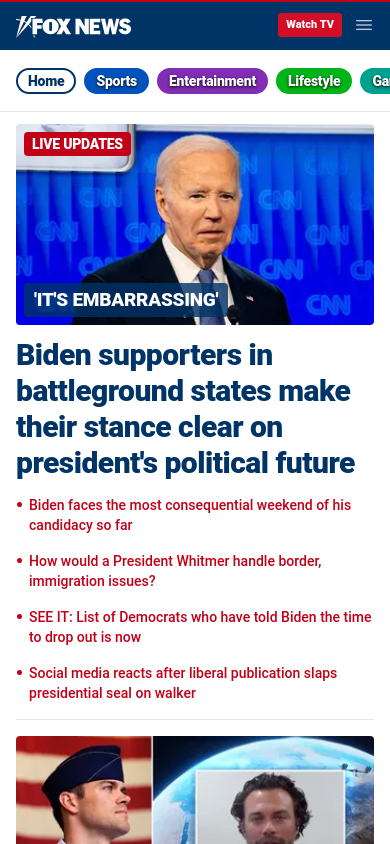 FOX NEWS
Watch TV
Home
Sports
Entertainment
Lifestyle
Ga
LIVE UPDATES
CNN
CNN
CNN
'IT'S EMBARRASSING'
Biden supporters in
battleground states make
their stance clear on
president's political future
• Biden faces the most consequential weekend of his
candidacy so far
• How would a President Whitmer handle border,
immigration issues?
• SEE IT: List of Democrats who have told Biden the time
to drop out is now
• Social media reacts after liberal publication slaps
presidential seal on walker